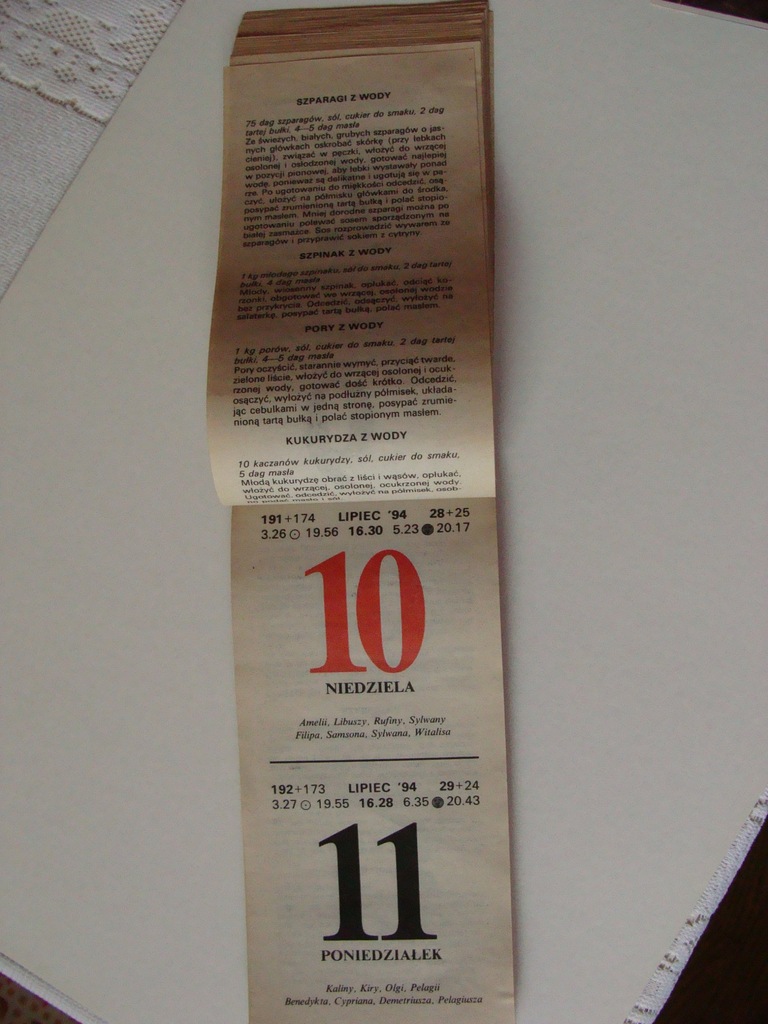 SZPARAGI Z WODY
75 dag szparagów, sól, cukier do smaku, 2 dag
tartej bułki, 4—5 dag masła
Ze świeżych, białych, grubych szparagów o jas-
nych główkach oskrobać skórkę (przy łebkach
cieniej), związać w pęczki, włożyć do wrzącej
osolonej i osłodzonej wody, gotować najlepiej
w pozycji pionowej, aby łebki wystawały ponad
wodę, ponieważ są delikatne i ugotują się w pa-
rze. Po ugotowaniu do miękkości odcedzić, osą-
czyć, ułożyć na półmisku główkami do środka,
posypać zrumienioną tartą bułką i polać stopio-
nym masłem. Mniej dorodne szparagi można po
ugotowaniu polewać sosem sporządzonym na
białej zasmażce. Sos rozprowadzić wywarem ze
szparagów i przyprawić sokiem z cytryny.
SZPINAK Z WODY
1 kg młodego szpinaku, sól do smaku, 2 dag tartej
bułki, 4 dag masła
Młody, wiosenny szpinak, opłukać, odciąć ko-
rzonki, obgotować we wrzącej, osolonej wodzie
bez przykrycia. Odcedzić, odsączyć, wyłożyć na
salaterkę, posypać tartą bułką, polać masłem.
PORY Z WODY
1 kg porów, sól, cukier do smaku, 2 dag tartej
bułki, 4—5 dag masła
Pory oczyścić, starannie wymyć, przyciąć twarde,
zielone liście, włożyć do wrzącej osolonej i ocuk-
rzonej wody, gotować dość krótko. Odcedzić,
osączyć, wyłożyć na podłużny półmisek, układa-
jąc cebulkami w jedną stronę, posypać zrumie-
nioną tartą bułką i polać stopionym masłem.
KUKURYDZA Z WODY
10 kaczanów kukurydzy, sól, cukier do smaku,
5 dag masła
Młodą kukurydzę obrać z liści i wąsów, opłukać,
włożyć do wrzącej, osolonej, ocukrzonej wody.
Ugotować, odcedzić, wyłożyć na półmisek, osob-
no podać masło i sól.
191+174 LIPIEC '94 28+25
3.26 19.56 16.30 5.23 20.17
10
NIEDZIELA
Amelii, Libuszy, Rufiny, Sylwany
Filipa, Samsona, Sylwana, Witalisa
192+173 LIPIEC '94 29+24
3.27 19.55 16.28 6.35 20.43
11
PONIEDZIAŁEK
Kaliny, Kiry, Olgi, Pelagii
Benedykta, Cypriana, Demetriusza, Pelagiusza